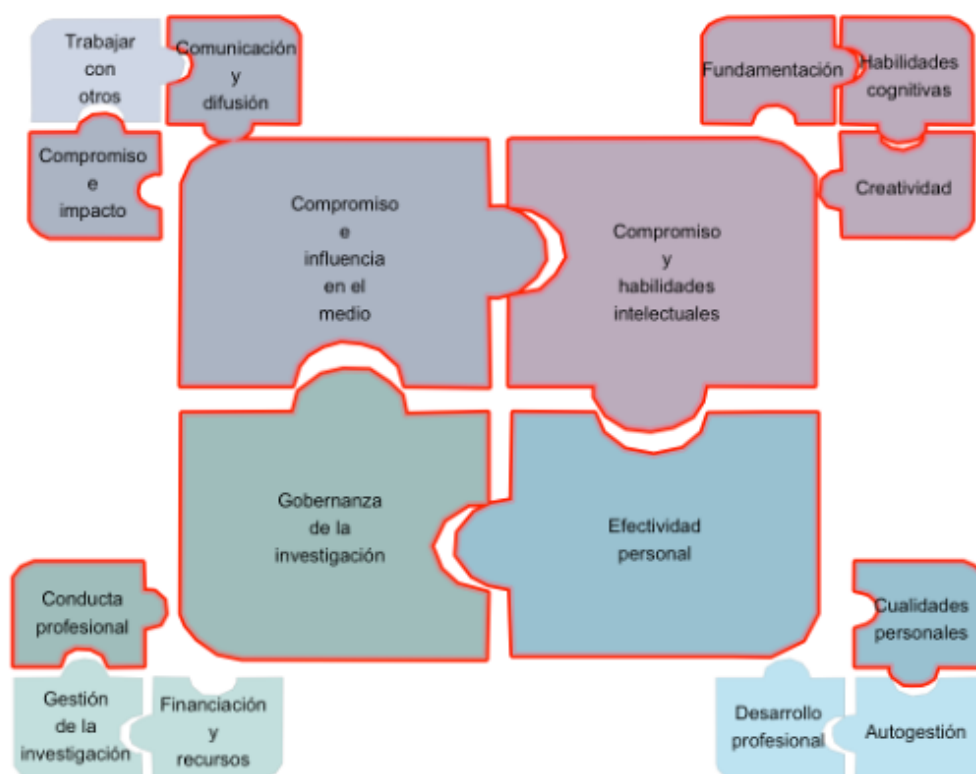 Trabajar
con
otros
Comunicación
y
difusión
Compromiso
e
impacto
Fundamentación
Habilidades
cognitivas
Creatividad
Compromiso
e
influencia
en el
medio
Compromiso
y
habilidades
intelectuales
Gobernanza
de la
investigación
Efectividad
personal
Conducta
profesional
Gestión
de la
investigación
Financiación
y
recursos
Cualidades
personales
Desarrollo
profesional
Autogestión